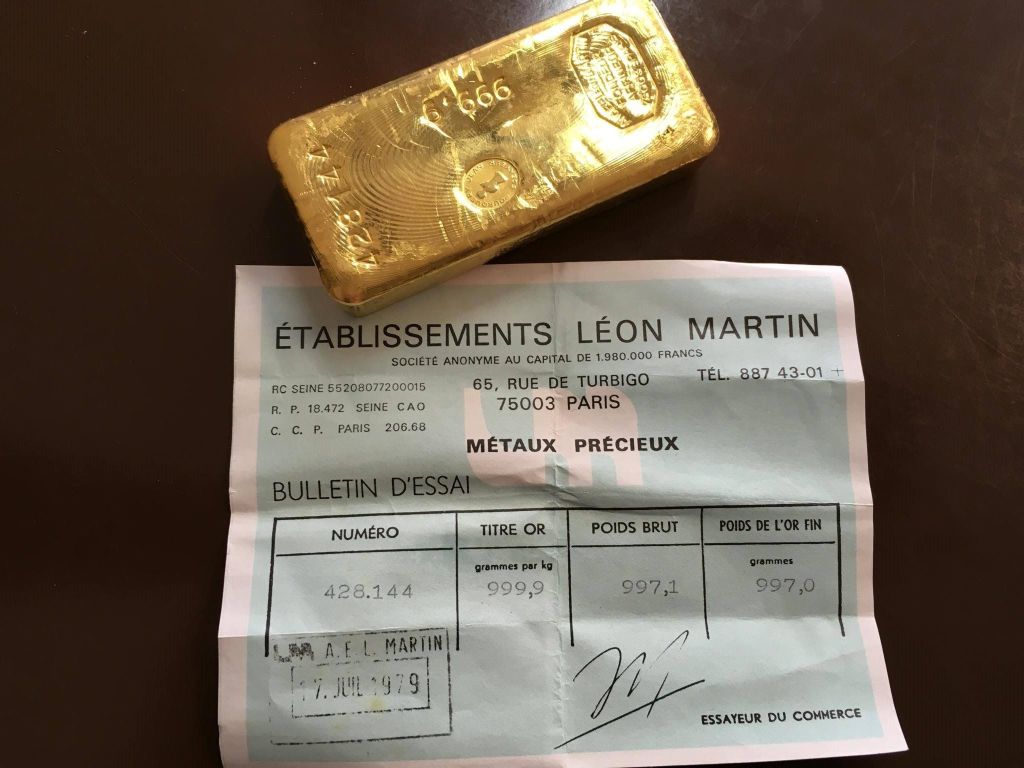 999,9
428144
ÉTABLISSEMENTS LÉON MARTIN
SOCIÉTÉ ANONYME AU CAPITAL DE 1.980.000 FRANCS
RC SEINE 55208077200015
65, RUE DE TURBIGO
TÉL. 887 43-01 +
R. P. 18.472 SEINE CAO
75003 PARIS
C. C. P. PARIS 206.68
MÉTAUX PRÉCIEUX
BULLETIN D'ESSAI
NUMÉRO TITRE OR POIDS BRUT POIDS DE L'OR FIN
grammes par kg grammes
428.144 999,9 997,1 997,0
LM A.E.L. MARTIN
17. JUIL 1979
ESSAYEUR DU COMMERCE